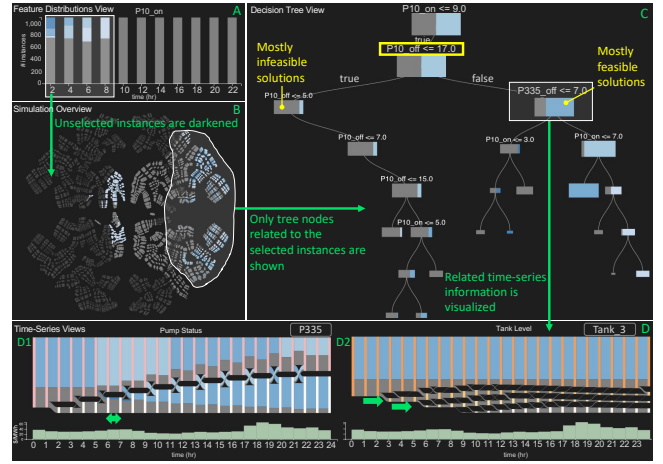 Feature Distributions View
A
P10_on
# instances
1,000
800
600
400
200
0
2 4 6 8 10 12 14 16 18 20 22
time (hr)
Simulation Overview
B
Unselected instances are darkened
Only tree nodes
related to the
selected instances are
shown
Decision Tree View
C
P10_on <= 9.0
true
P10_off <= 17.0
true
false
Mostly
infeasible
solutions
Mostly
feasible
solutions
P335_off <= 7.0
P10_off <= 5.0
P10_off <= 7.0
P10_on <= 3.0
P10_on <= 7.0
P10_off <= 15.0
P10_on <= 5.0
Related time-series
information is
visualized
Time-Series Views
Pump Status
P335
D1
$/MWh
0 1 2 3 4 5 6 7 8 9 10 11 12 13 14 15 16 17 18 19 20 21 22 23 24
time (hr)
Tank Level
Tank_3
D
D2
0 1 2 3 4 5 6 7 8 9 10 11 12 13 14 15 16 17 18 19 20 21 22 23
time (hr)